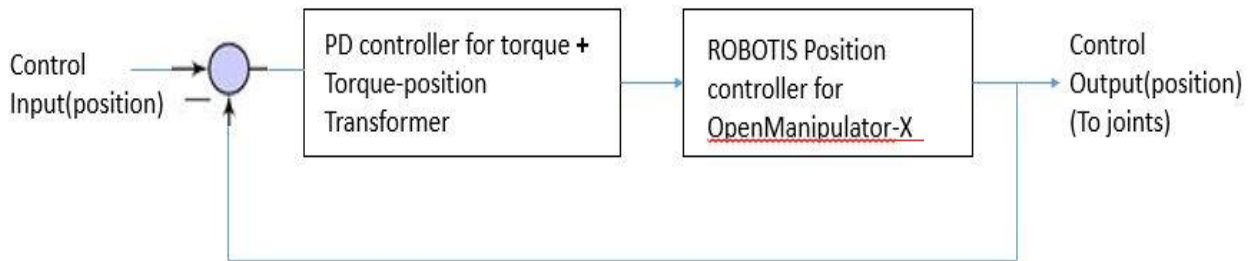 Control
Input(position)
PD controller for torque +
Torque-position
Transformer
ROBOTIS Position
controller for
OpenManipulator-X
Control
Output(position)
(To joints)